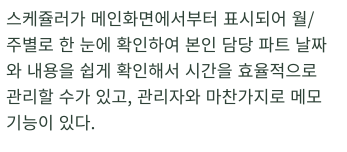 스케쥴러가 메인화면에서부터 표시되어 월/
주별로 한 눈에 확인하여 본인 담당 파트 날짜
와 내용을 쉽게 확인해서 시간을 효율적으로
관리할 수가 있고, 관리자와 마찬가지로 메모
기능이 있다.